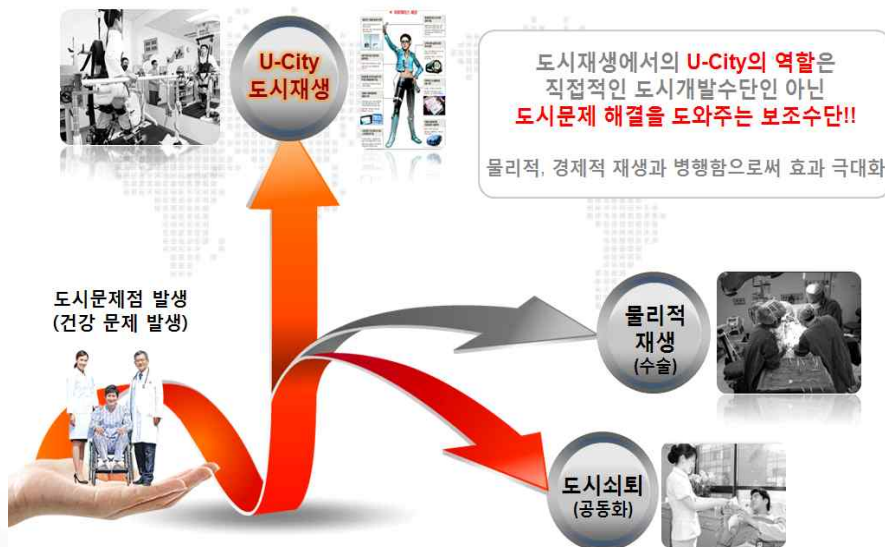 U-City
도시재생
도시재생에서의 U-City의 역할은
직접적인 도시개발수단인 아닌
도시문제 해결을 도와주는 보조수단!!
물리적, 경제적 재생과 병행함으로써 효과 극대화
도시문제점 발생
(건강 문제 발생)
물리적
재생
(수술)
도시쇠퇴
(공동화)